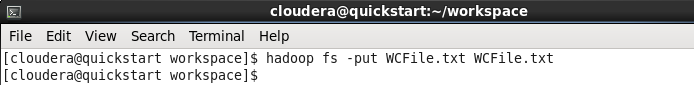 cloudera@quickstart:~/workspace
File Edit View Search Terminal Help
[cloudera@quickstart workspace]$ hadoop fs -put WCFile.txt WCFile.txt
[cloudera@quickstart workspace]$